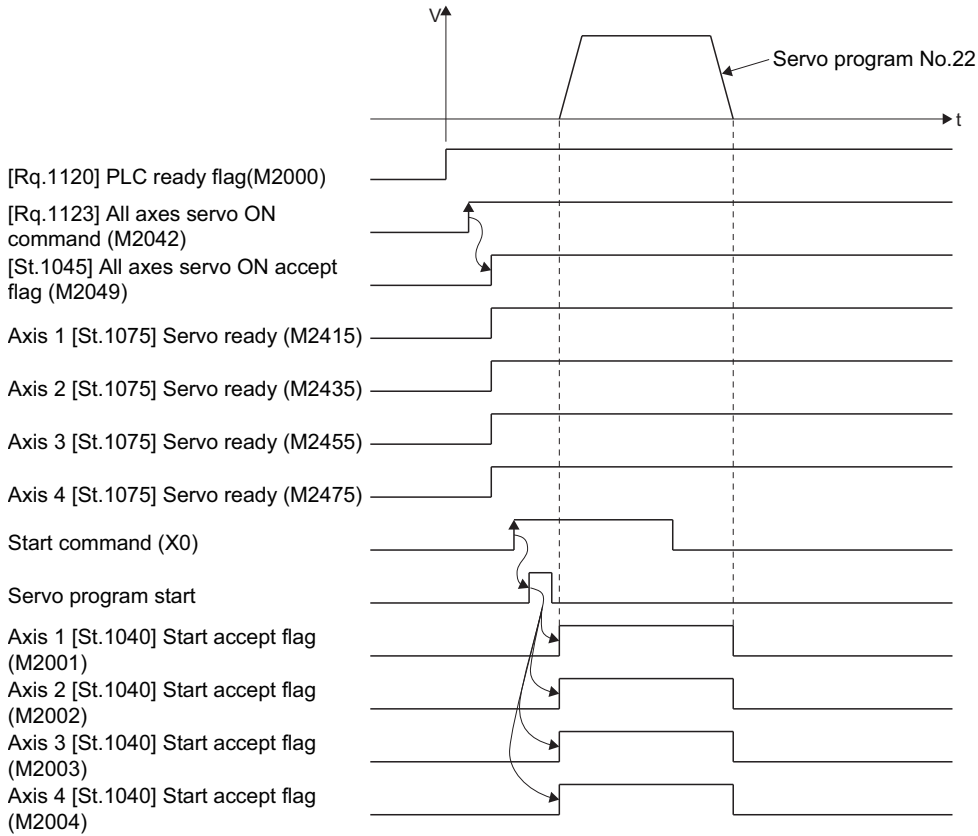 V
Servo program No.22
t
[Rq.1120] PLC ready flag(M2000)
[Rq.1123] All axes servo ON
command (M2042)
[St.1045] All axes servo ON accept
flag (M2049)
Axis 1 [St.1075] Servo ready (M2415)
Axis 2 [St.1075] Servo ready (M2435)
Axis 3 [St.1075] Servo ready (M2455)
Axis 4 [St.1075] Servo ready (M2475)
Start command (X0)
Servo program start
Axis 1 [St.1040] Start accept flag
(M2001)
Axis 2 [St.1040] Start accept flag
(M2002)
Axis 3 [St.1040] Start accept flag
(M2003)
Axis 4 [St.1040] Start accept flag
(M2004)